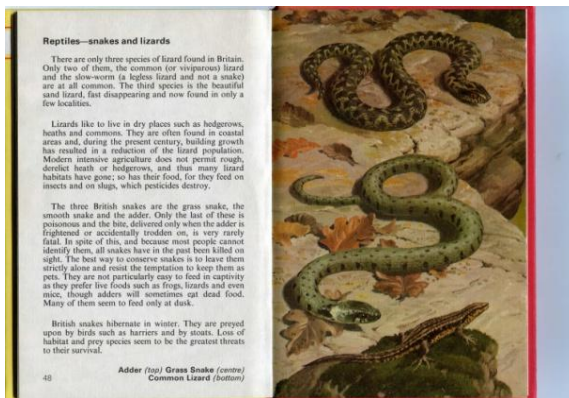 Reptiles—snakes and lizards
There are only three species of lizard found in Britain.
Only two of them, the common (or viviparous) lizard
and the slow-worm (a legless lizard and not a snake)
are at all common. The third species is the beautiful
sand lizard, fast disappearing and now found in only a
few localities.
Lizards like to live in dry places such as hedgerows,
heaths and commons. They are often found in coastal
areas and, during the present century, building growth
has resulted in a reduction of the lizard population.
Modern intensive agriculture does not permit rough,
derelict heath or hedgerows, and thus many lizard
habitats have gone; so has their food, for they feed on
insects and on slugs, which pesticides destroy.
The three British snakes are the grass snake, the
smooth snake and the adder. Only the last of these is
poisonous and the bite, delivered only when the adder is
frightened or accidentally trodden on, is very rarely
fatal. In spite of this, and because most people cannot
identify them, all snakes have in the past been killed on
sight. The best way to conserve snakes is to leave them
strictly alone and resist the temptation to keep them as
pets. They are not particularly easy to feed in captivity
as they prefer live foods such as frogs, lizards and even
mice, though adders will sometimes eat dead food.
Many of them seem to feed only at dusk.
British snakes hibernate in winter. They are preyed
upon by birds such as harriers and by stoats. Loss of
habitat and prey species seem to be the greatest threats
to their survival.
Adder (top) Grass Snake (centre)
Common Lizard (bottom)
48